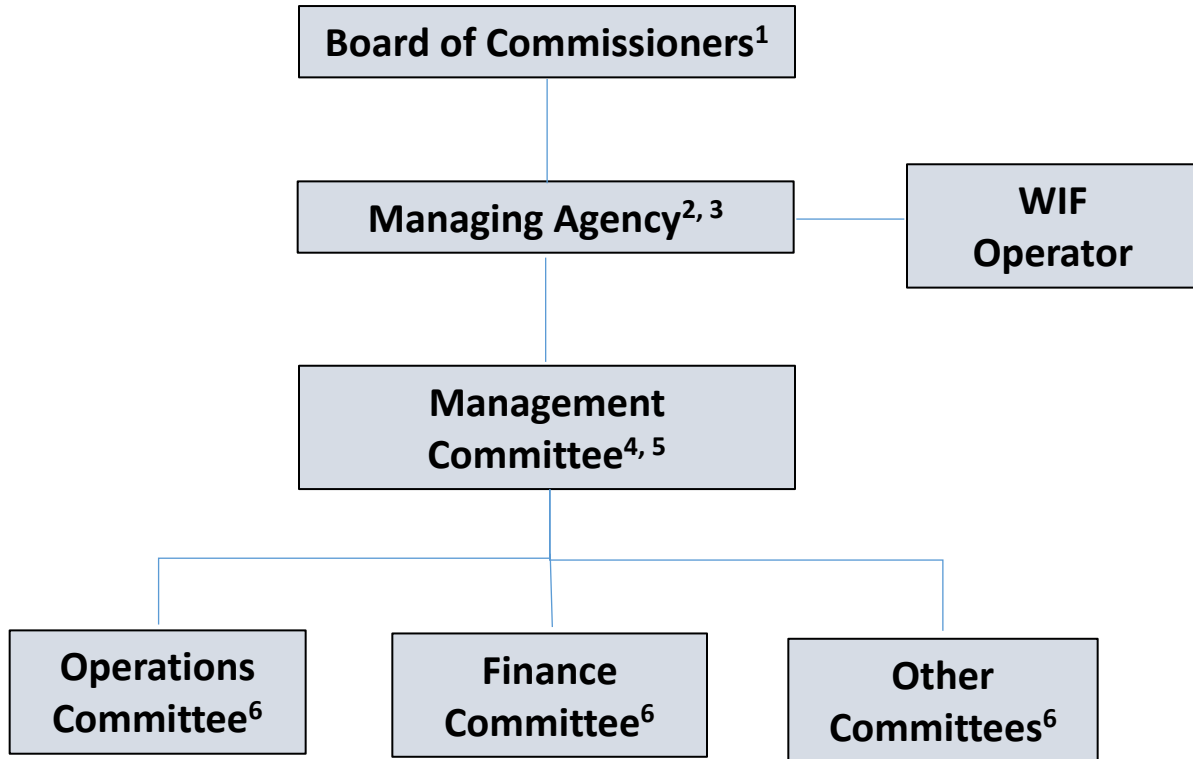 Board of Commissioners¹
Managing Agency², ³
WIF
Operator
Management
Committee⁴, ⁵
Operations
Committee⁶
Finance
Committee⁶
Other
Committees⁶